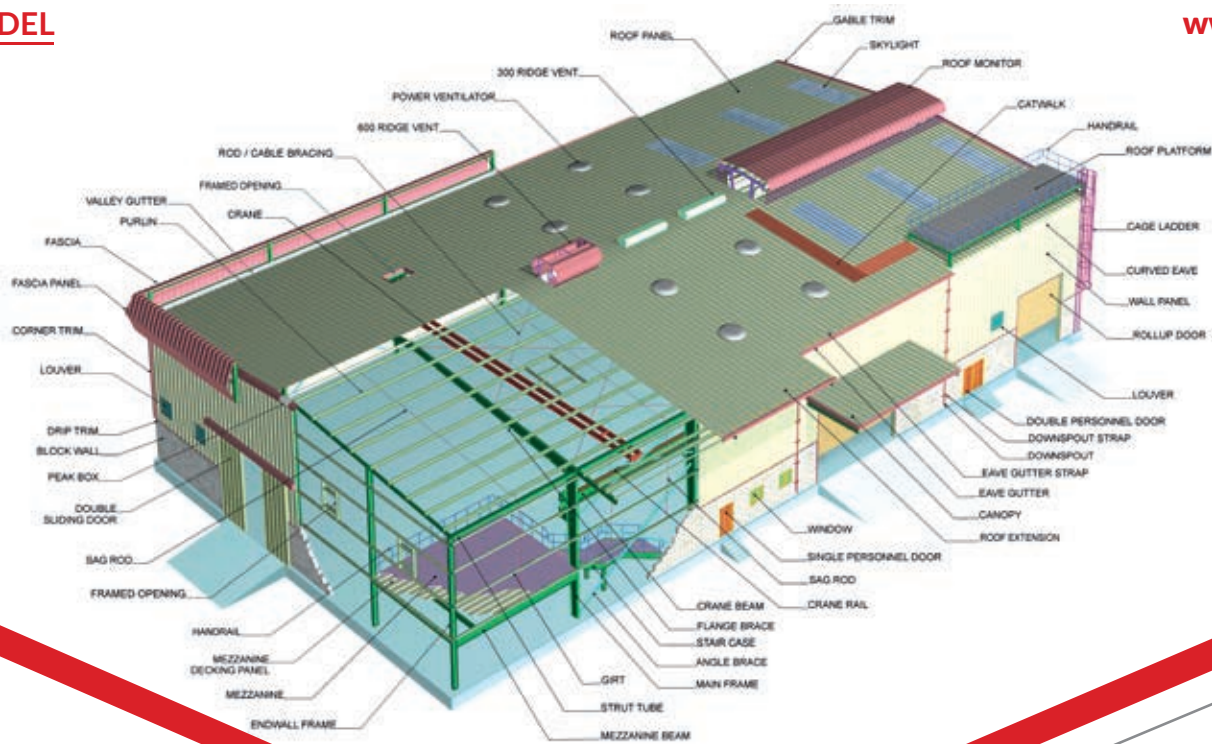 DEL
ww
GABLE TRIM
ROOF PANEL
SKYLIGHT
ROOF MONITOR
300 RIDGE VENT
CATWALK
POWER VENTILATOR
HANDRAIL
600 RIDGE VENT
ROOF PLATFORM
ROD / CABLE BRACING
FRAMED OPENING
VALLEY GUTTER
CRANE
PURLIN
CAGE LADDER
FASCIA
CURVED EAVE
FASCIA PANEL
WALL PANEL
CORNER TRIM
ROLLUP DOOR
LOUVER
LOUVER
DRIP TRIM
DOUBLE PERSONNEL DOOR
BLOCK WALL
DOWNSPOUT STRAP
DOWNSPOUT
PEAK BOX
EAVE GUTTER STRAP
EAVE GUTTER
DOUBLE
SLIDING DOOR
CANOPY
WINDOW
ROOF EXTENSION
SAG ROD
SINGLE PERSONNEL DOOR
SAG ROD
FRAMED OPENING
CRANE BEAM
CRANE RAIL
HANDRAIL
FLANGE BRACE
STAIR CASE
MEZZANINE
DECKING PANEL
ANGLE BRACE
GIRT
MAIN FRAME
MEZZANINE
STRUT TUBE
ENDWALL FRAME
MEZZANINE BEAM